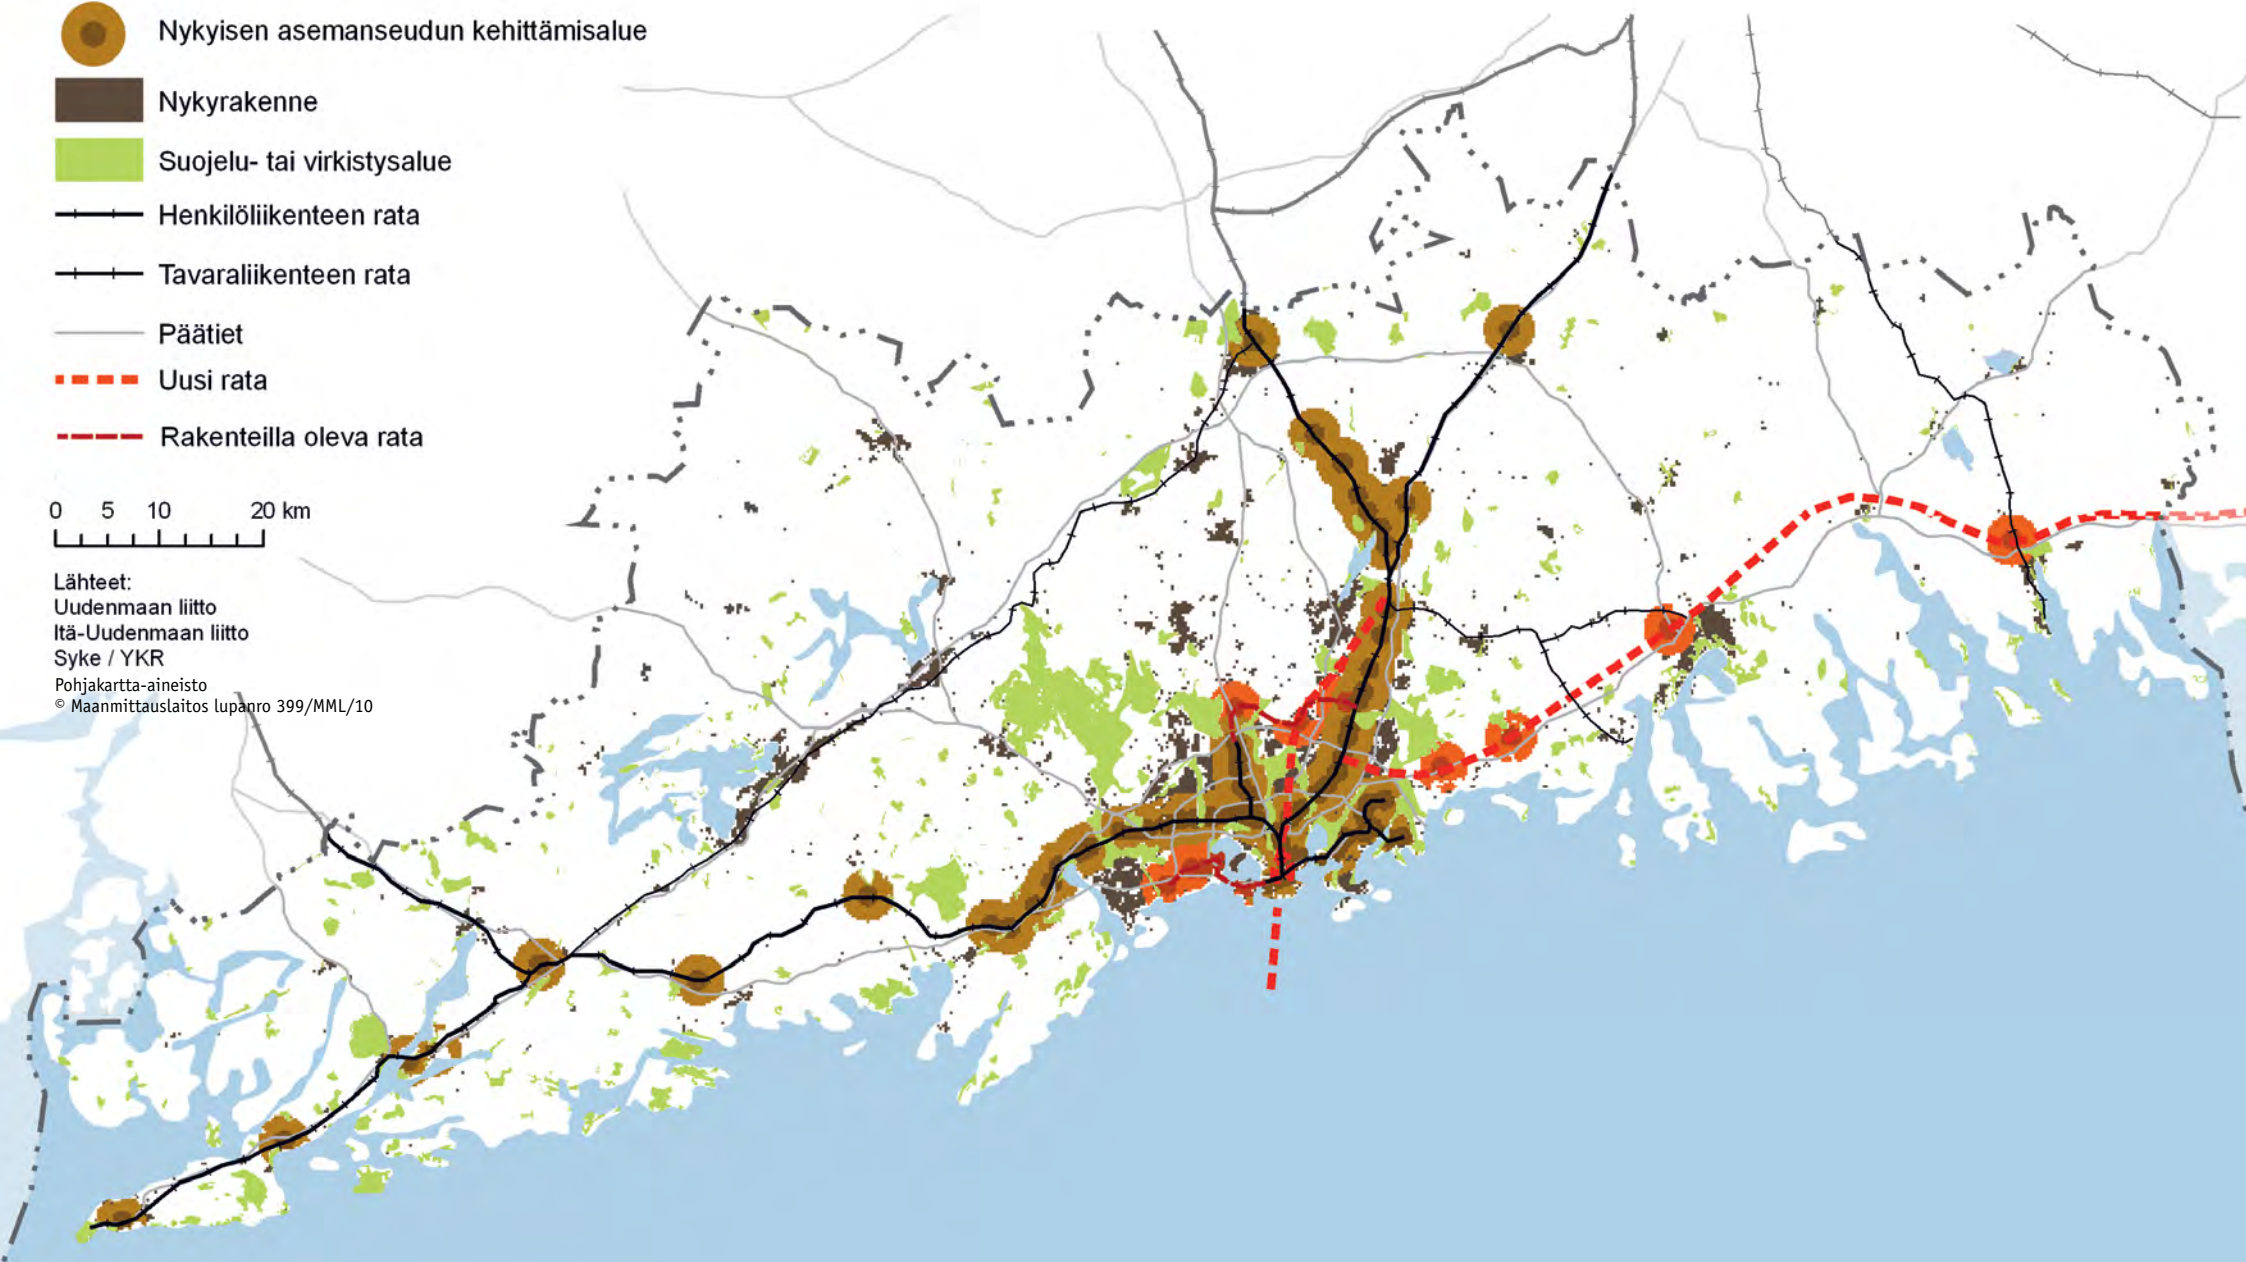 Nykyisen asemanseudun kehittämisalue
Nykyrakenne
Suojelu- tai virkistysalue
Henkilöliikenteen rata
Tavaraliikenteen rata
Päätiet
Uusi rata
Rakenteilla oleva rata
0 5 10 20 km
Lähteet:
Uudenmaan liitto
Itä-Uudenmaan liitto
Syke / YKR
Pohjakartta-aineisto
© Maanmittauslaitos lupanro 399/MML/10